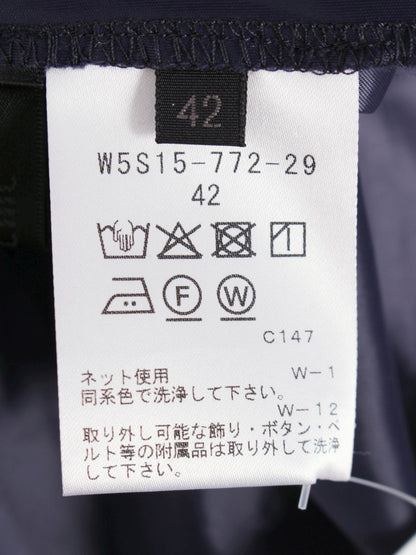 42
W5S15-772-29
42
F W
C147
ネット使用 W-1
同系色で洗浄して下さい。
W-12
取り外し可能な飾り・ボタン・ベ
ルト等の附属品は取り外して洗浄
して下さい。